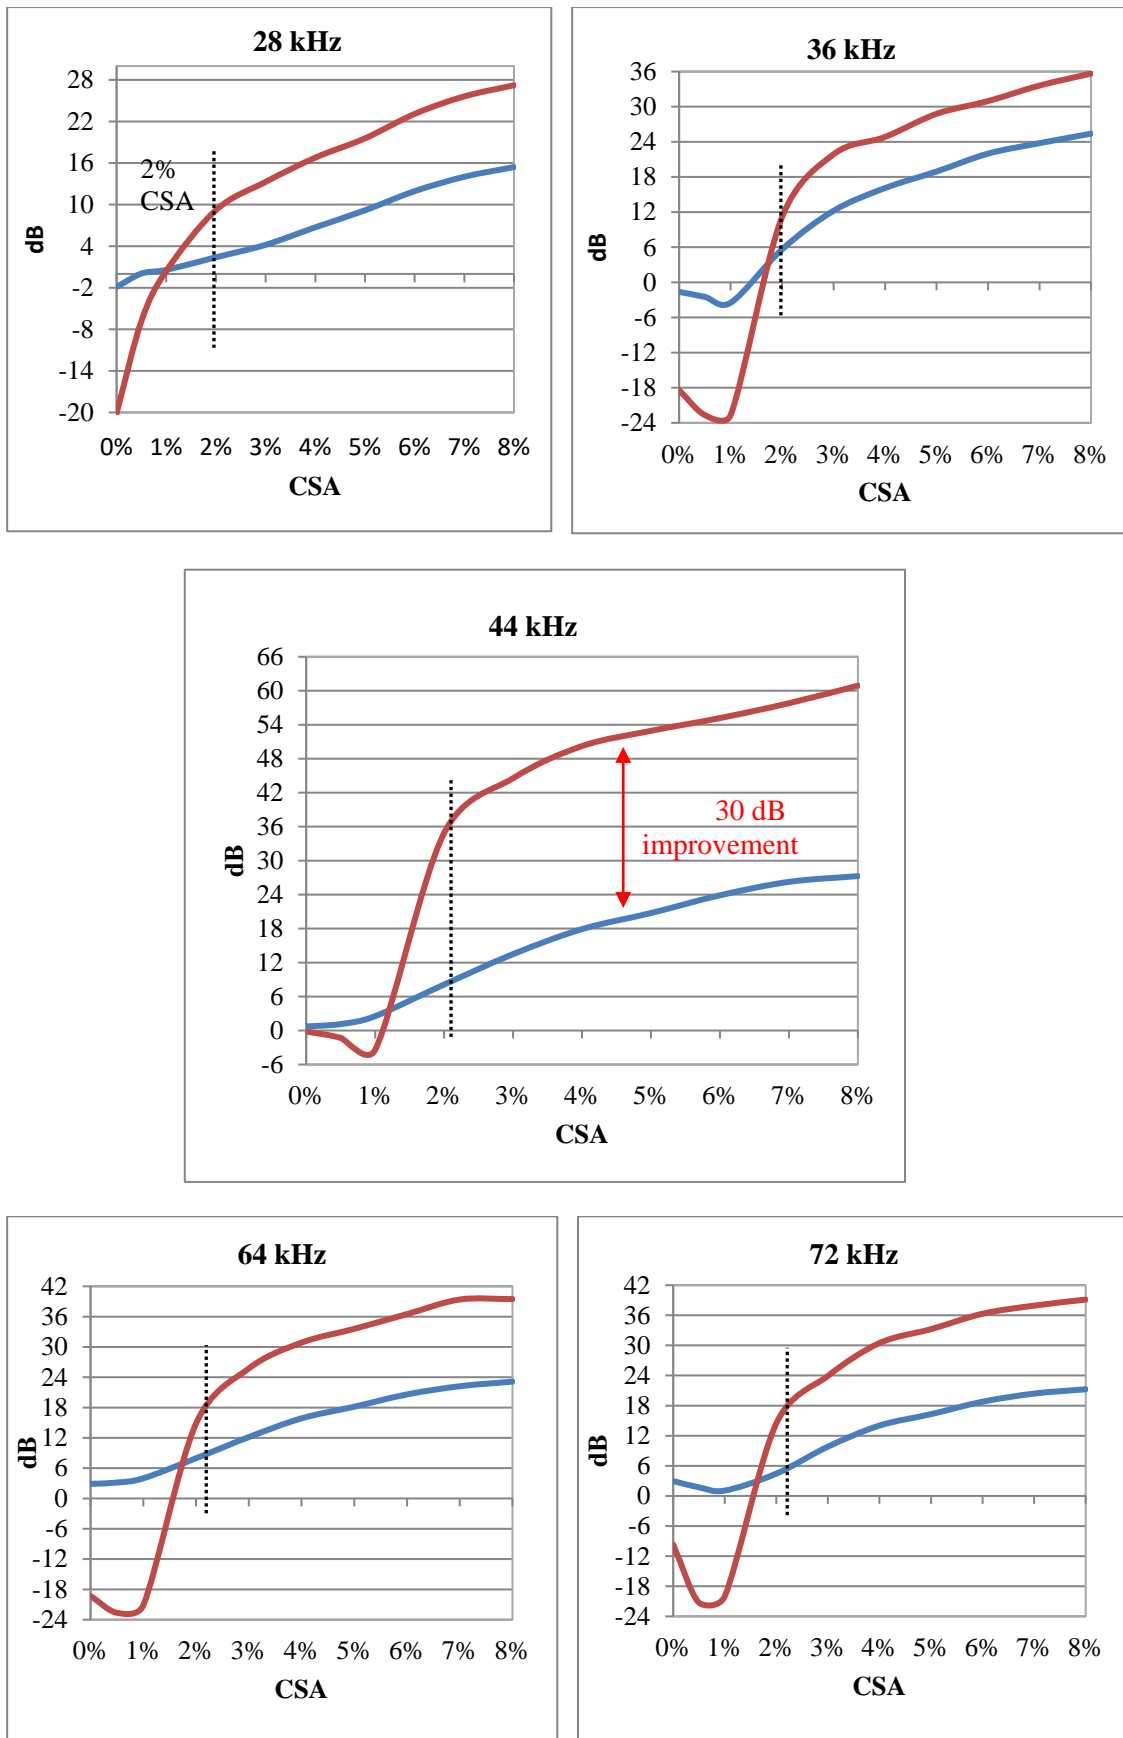 28 kHz
28
22
16
10
4
-2
-8
-14
-20
2%
CSA
dB
0% 1% 2% 3% 4% 5% 6% 7% 8%
CSA
36 kHz
36
30
24
18
12
6
0
-6
-12
-18
-24
dB
0% 1% 2% 3% 4% 5% 6% 7% 8%
CSA
44 kHz
66
60
54
48
42
36
30
24
18
12
6
0
-6
dB
30 dB
improvement
0% 1% 2% 3% 4% 5% 6% 7% 8%
CSA
64 kHz
42
36
30
24
18
12
6
0
-6
-12
-18
-24
dB
0% 1% 2% 3% 4% 5% 6% 7% 8%
CSA
72 kHz
42
36
30
24
18
12
6
0
-6
-12
-18
-24
dB
0% 1% 2% 3% 4% 5% 6% 7% 8%
CSA